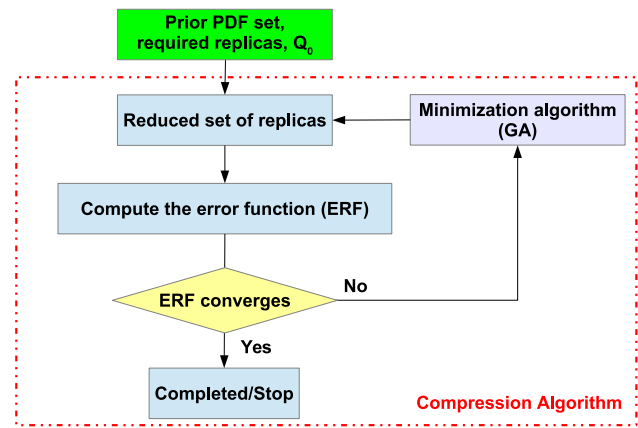 Prior PDF set,
required replicas, Q₀
Reduced set of replicas
Minimization algorithm
(GA)
Compute the error function (ERF)
ERF converges
No
Yes
Completed/Stop
Compression Algorithm